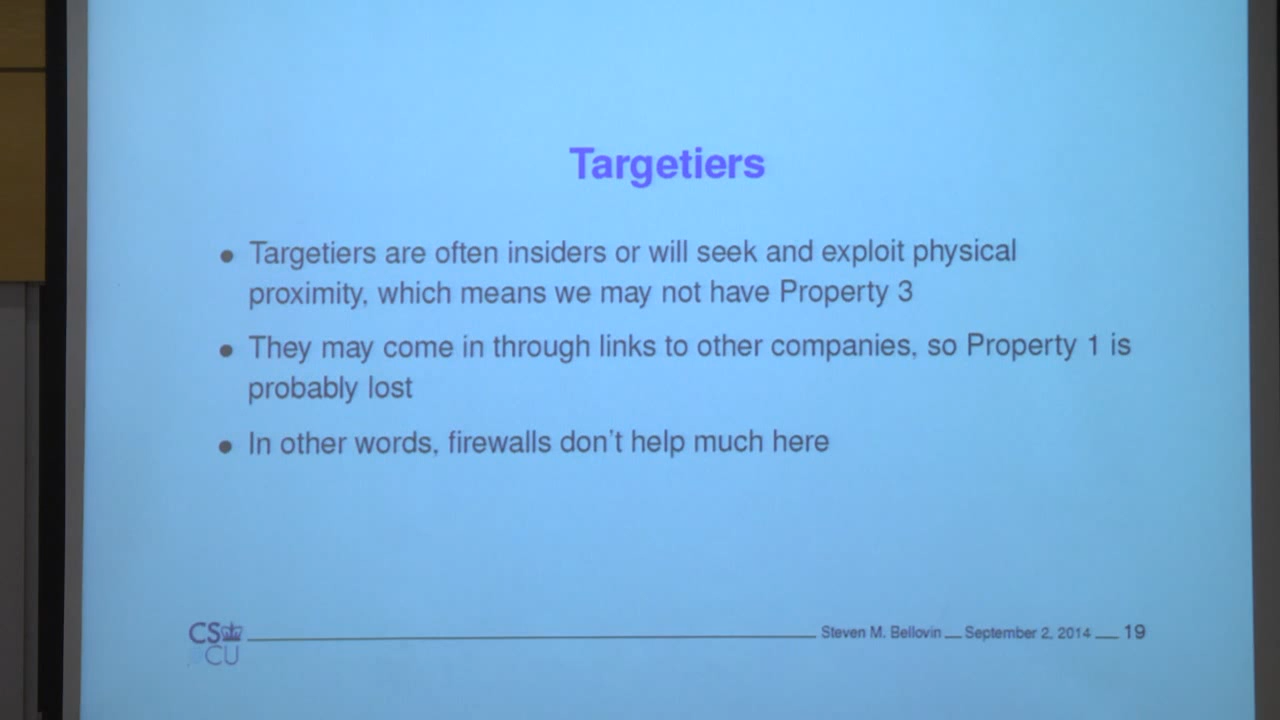 Targetiers
● Targetiers are often insiders or will seek and exploit physical
proximity, which means we may not have Property 3
● They may come in through links to other companies, so Property 1 is
probably lost
● In other words, firewalls don't help much here
CS
@CU
Steven M. Bellovin __ September 2, 2014 __ 19